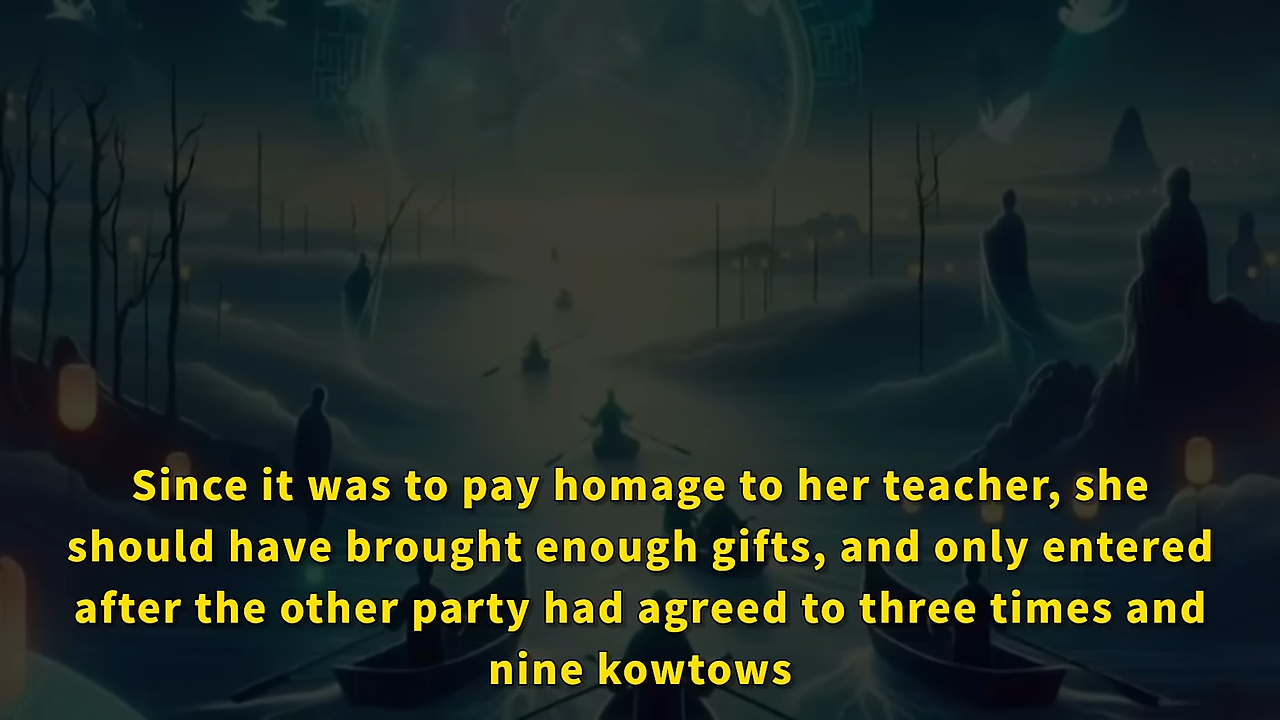 Since it was to pay homage to her teacher, she
should have brought enough gifts, and only entered
after the other party had agreed to three times and
nine kowtows